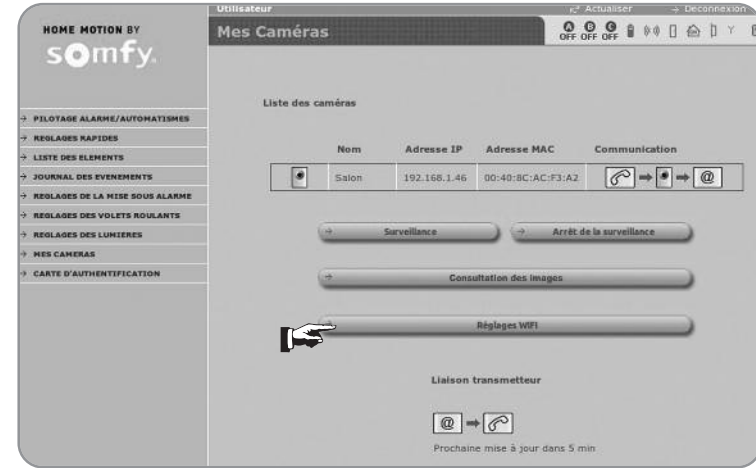 Utilisateur
Actualiser
→ Deconnexion
HOME MOTION BY
somfy.
Mes Caméras
A B C
OFF OFF OFF
→ PILOTAGE ALARME/AUTOMATISMES
→ REGLAGES RAPIDES
→ LISTE DES ELEMENTS
→ JOURNAL DES EVENEMENTS
→ REGLAGES DE LA MISE SOUS ALARME
→ REGLAGES DES VOLETS ROULANTS
→ REGLAGES DES LUMIERES
→ MES CAMERAS
→ CARTE D'AUTHENTIFICATION
Liste des caméras
Nom Adresse IP Adresse MAC Communication
Salon 192.168.1.46 00:40:8C:AC:F3:A2 ➡ ➡ @
→ Surveillance
→ Arrêt de la surveillance
→ Consultation des images
→ Réglages WIFI
Liaison transmetteur
@ ➡
Prochaine mise à jour dans 5 min